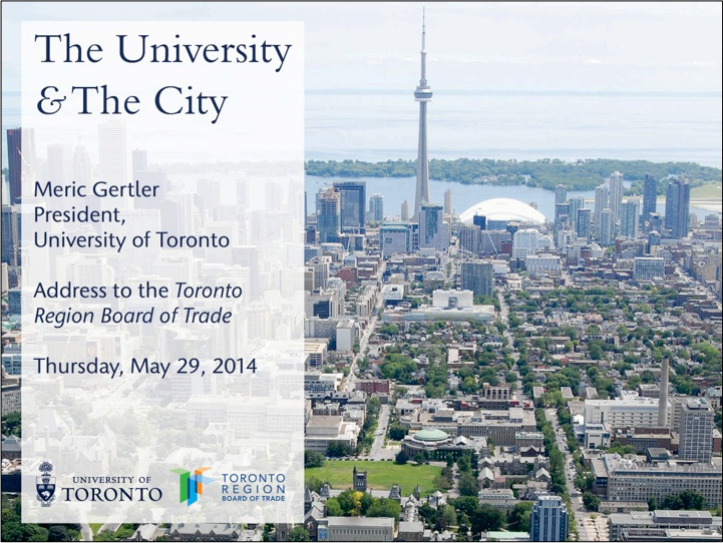 The University
& The City
Meric Gertler
President,
University of Toronto
Address to the Toronto
Region Board of Trade
Thursday, May 29, 2014
UNIVERSITY OF
TORONTO
TORONTO
REGION
BOARD OF TRADE